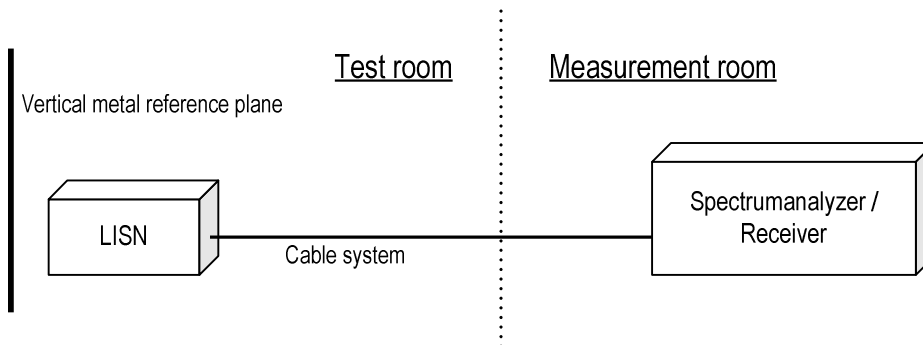 Test room
Measurement room
Vertical metal reference plane
LISN
Cable system
Spectrumanalyzer /
Receiver